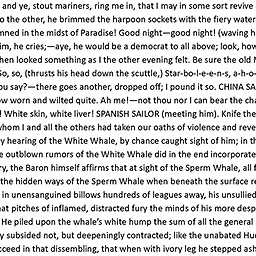 and ye, stout mariners, ring me in, that I may in some sort revive
o the other, he brimmed the harpoon sockets with the fiery water
nned in the midst of Paradise! Good night—good night! (waving h
im, he cries;—aye, he would be a democrat to all above; look, how
hen looked something as I the other evening felt. Be sure the old M
So, so, (thrusts his head down the scuttle,) Star-bo-l-e-e-n-s, a-h-o-
ou say?—there goes another, dropped off; I pound it so. CHINA SA
ow worn and wilted quite. Ah me!—not thou nor I can bear the cha
! White skin, white liver! SPANISH SAILOR (meeting him). Knife the
whom I and all the others had taken our oaths of violence and reve
y hearing of the White Whale, by chance caught sight of him; in th
e outblown rumors of the White Whale did in the end incorporate
ry, the Baron himself affirms that at sight of the Sperm Whale, all f
the hidden ways of the Sperm Whale when beneath the surface re
in unensanguined billows hundreds of leagues away, his unsullied
hat pitches of inflamed, distracted fury the minds of his more desp
He piled upon the whale's white hump the sum of all the general
y subsided not, but deepeningly contracted; like the unabated Hud
cceed in that dissembling, that when with ivory leg he stepped ash